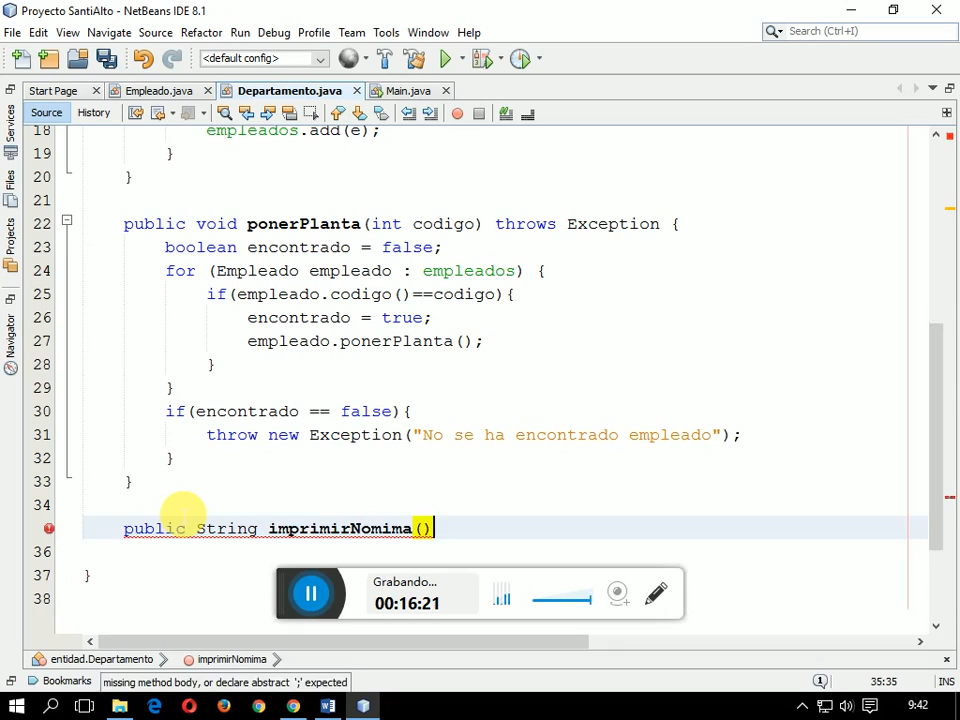 Proyecto SantiAlto - NetBeans IDE 8.1
File Edit View Navigate Source Refactor Run Debug Profile Team Tools Window Help
Search (Ctrl+I)
<default config>
Start Page Empleado.java Departamento.java Main.java
Source History
Services
Files
Projects
Navigator
18 empleados.add(e);
19 }
20 }
21
22 public void ponerPlanta(int codigo) throws Exception {
23 boolean encontrado = false;
24 for (Empleado empleado : empleados) {
25 if(empleado.codigo()==codigo){
26 encontrado = true;
27 empleado.ponerPlanta();
28 }
29 }
30 if(encontrado == false){
31 throw new Exception("No se ha encontrado empleado");
32 }
33 }
34
public String imprimirNomima()
36
37 }
38
Grabando...
00:16:21
entidad.Departamento imprimirNomima
Bookmarks missing method body, or declare abstract ';' expected 1 35:35 INS
9:42